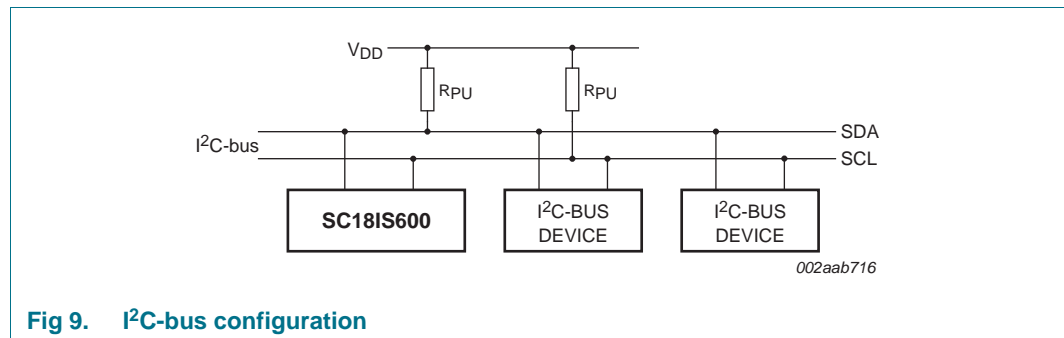 VDD
RPU RPU
I²C-bus
SDA
SCL
SC18IS600
I²C-BUS
DEVICE
I²C-BUS
DEVICE
002aab716
Fig 9. I²C-bus configuration